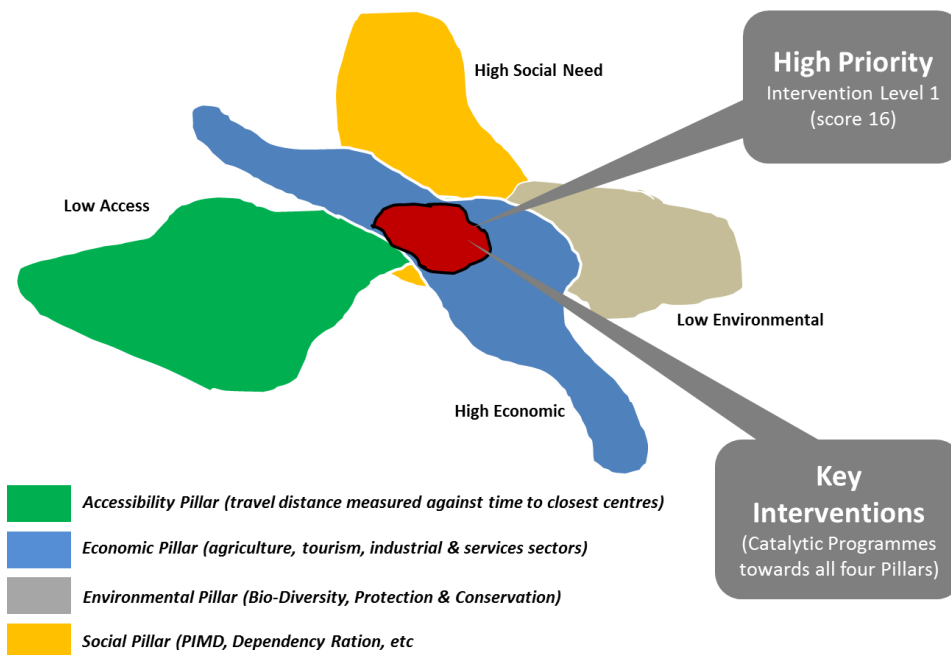 High Social Need
High Priority
Intervention Level 1
(score 16)
Low Access
Low Environmental
High Economic
Key
Interventions
(Catalytic Programmes
towards all four Pillars)
Accessibility Pillar (travel distance measured against time to closest centres)
Economic Pillar (agriculture, tourism, industrial & services sectors)
Environmental Pillar (Bio-Diversity, Protection & Conservation)
Social Pillar (PIMD, Dependency Ration, etc